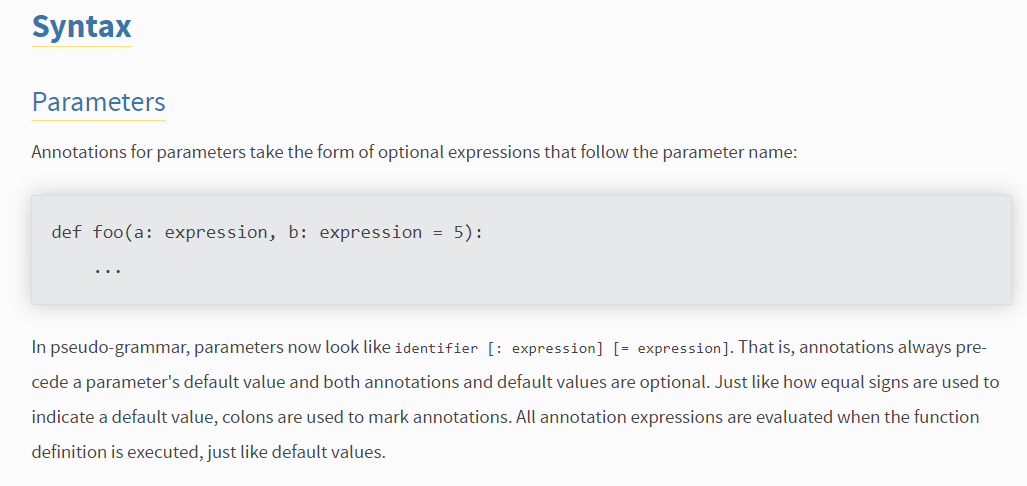 Syntax
Parameters
Annotations for parameters take the form of optional expressions that follow the parameter name:
def foo(a: expression, b: expression = 5):
    ...
In pseudo-grammar, parameters now look like identifier [: expression] [= expression]. That is, annotations always pre-
cede a parameter's default value and both annotations and default values are optional. Just like how equal signs are used to
indicate a default value, colons are used to mark annotations. All annotation expressions are evaluated when the function
definition is executed, just like default values.